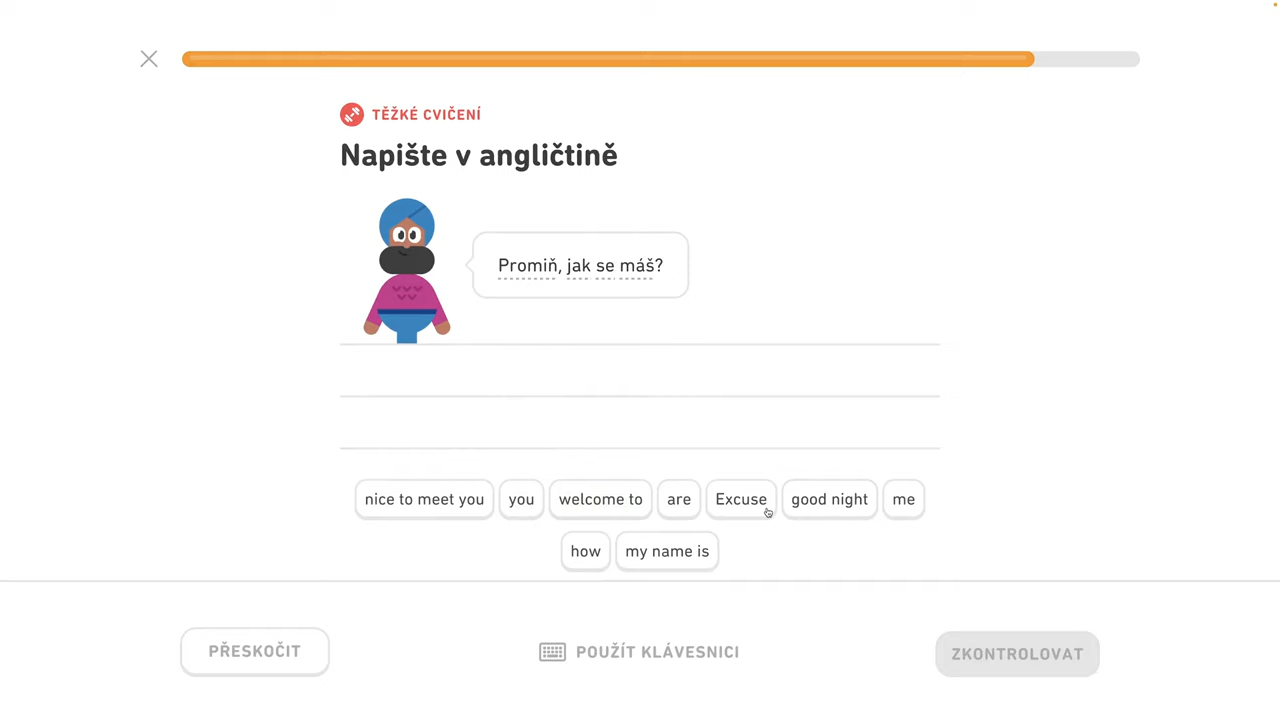 TĚŽKÉ CVIČENÍ
Napište v angličtině
Promiň, jak se máš?
nice to meet you you welcome to are Excuse good night me
how my name is
PŘESKOČIT POUŽÍT KLÁVESNICI ZKONTROLOVAT